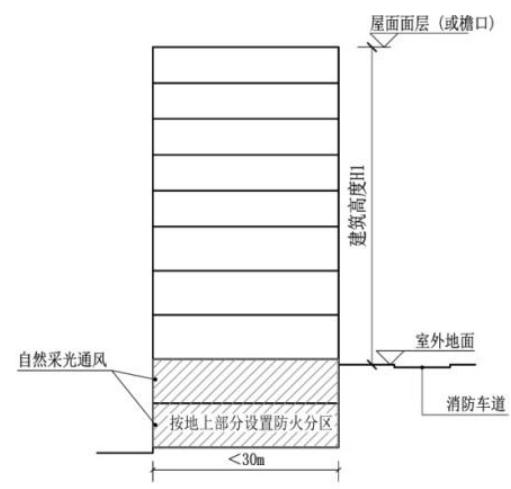 屋面面层（或檐口）
建筑高度H1
室外地面
自然采光通风
消防车道
按地上部分设置防火分区
<30m